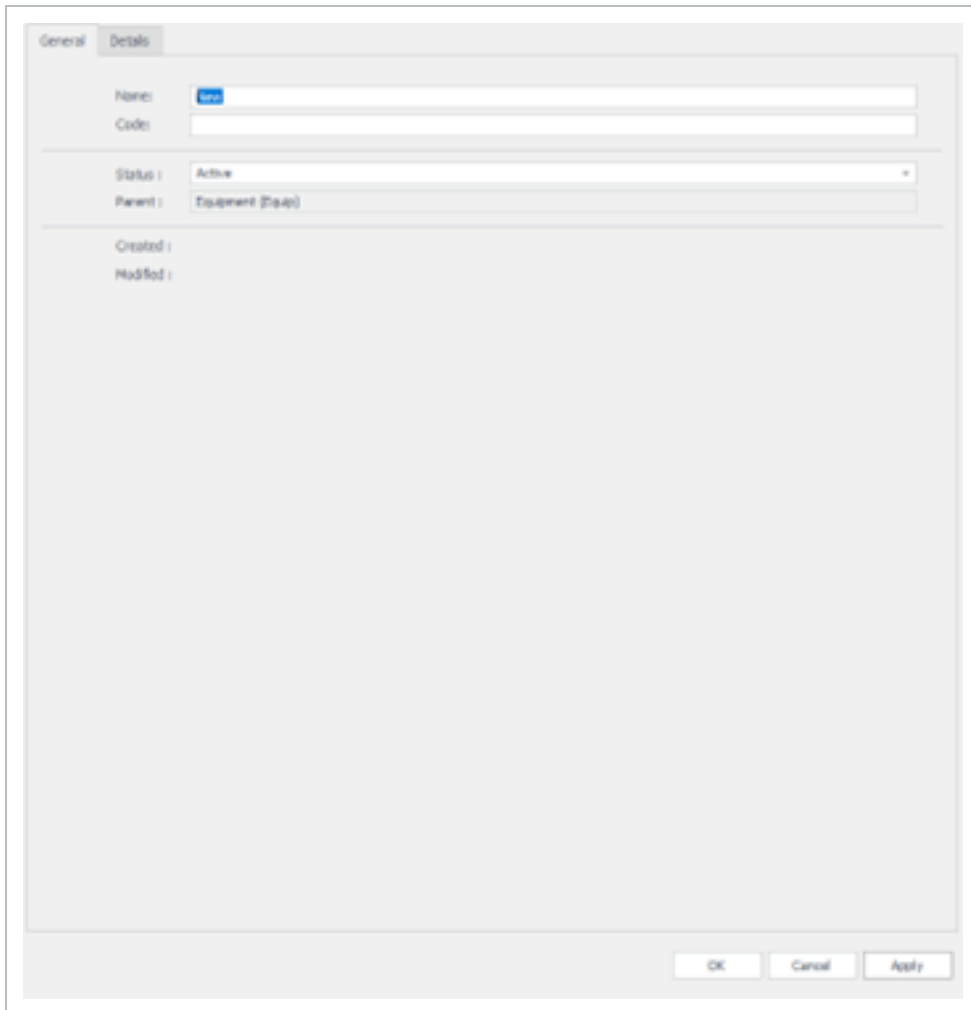 General Details
Name: New
Code:
Status : Active
Parent : Equipment (Equip)
Created :
Modified :
OK Cancel Apply